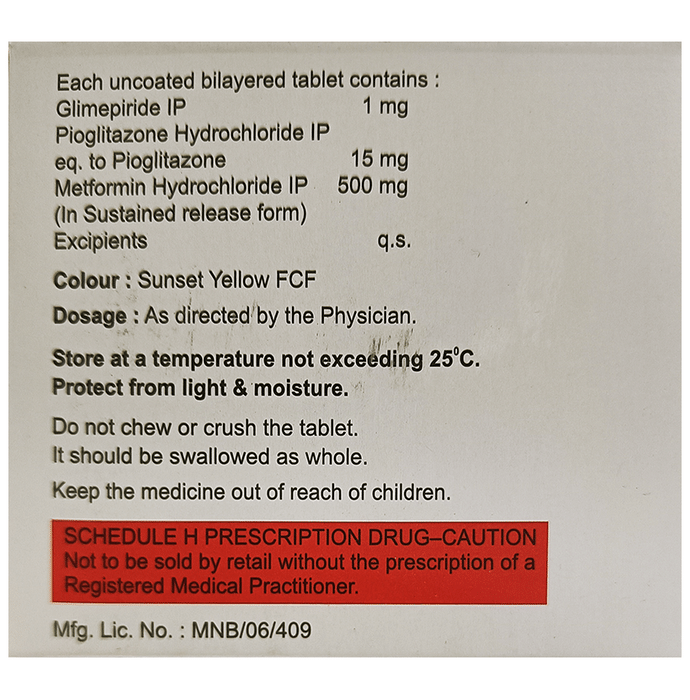 Each uncoated bilayered tablet contains :
Glimepiride IP 1 mg
Pioglitazone Hydrochloride IP
eq. to Pioglitazone 15 mg
Metformin Hydrochloride IP 500 mg
(In Sustained release form)
Excipients q.s.
Colour : Sunset Yellow FCF
Dosage : As directed by the Physician.
Store at a temperature not exceeding 25⁰C.
Protect from light & moisture.
Do not chew or crush the tablet.
It should be swallowed as whole.
Keep the medicine out of reach of children.
SCHEDULE H PRESCRIPTION DRUG–CAUTION
Not to be sold by retail without the prescription of a
Registered Medical Practitioner.
Mfg. Lic. No. : MNB/06/409